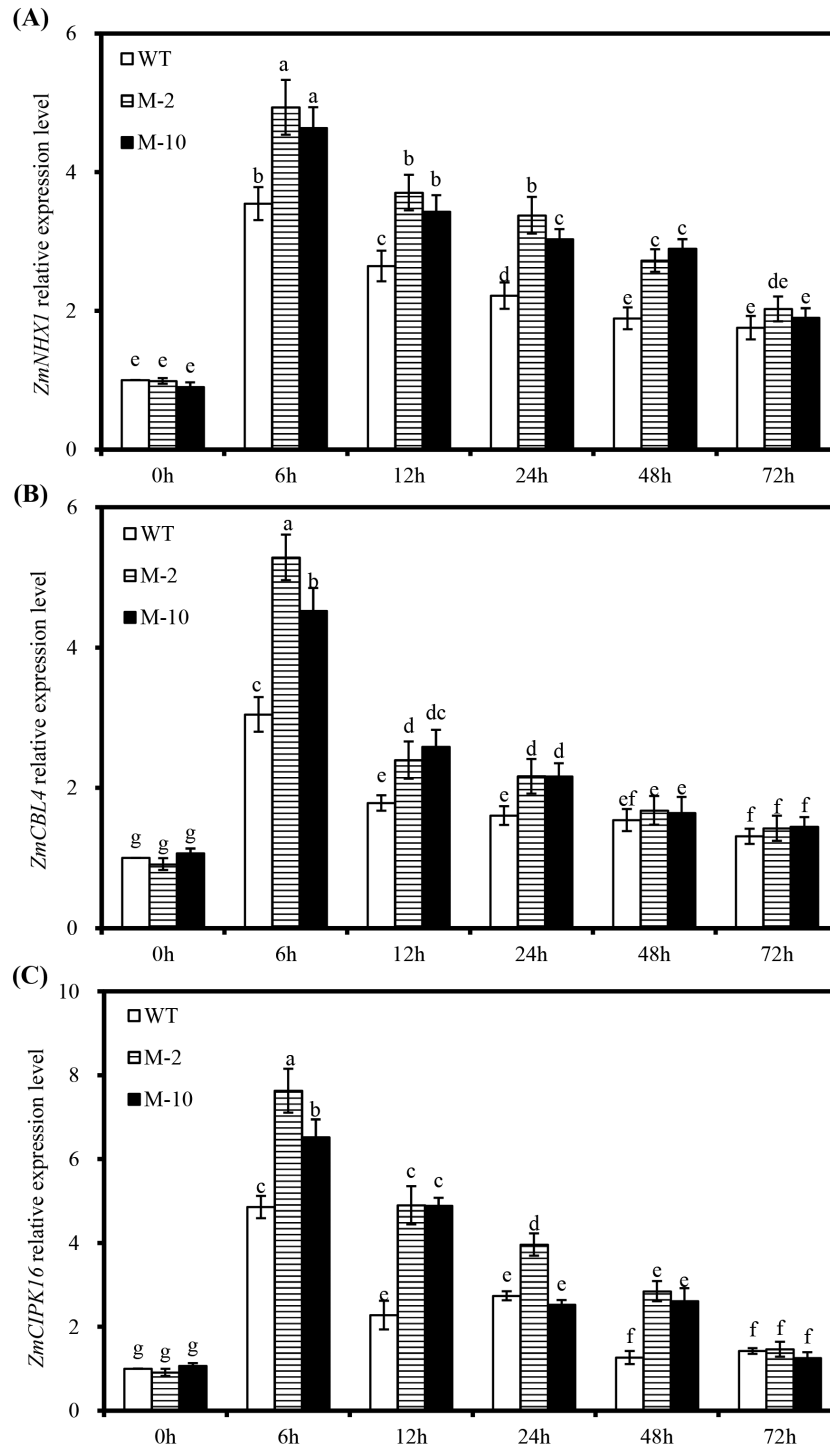 (A)
6
4
2
0
ZmNHX1 relative expression level
WT
M-2
M-10
e e e
b a a
c b b
d b c
e c c
e de e
0h 6h 12h 24h 48h 72h
(B)
6
4
2
0
ZmCBL4 relative expression level
WT
M-2
M-10
g g g
c a b
e d dc
e d d
ef e e
f f f
0h 6h 12h 24h 48h 72h
(C)
10
8
6
4
2
0
ZmCIPK16 relative expression level
WT
M-2
M-10
g g g
c a b
e c c
e d e
f e e
f f f
0h 6h 12h 24h 48h 72h